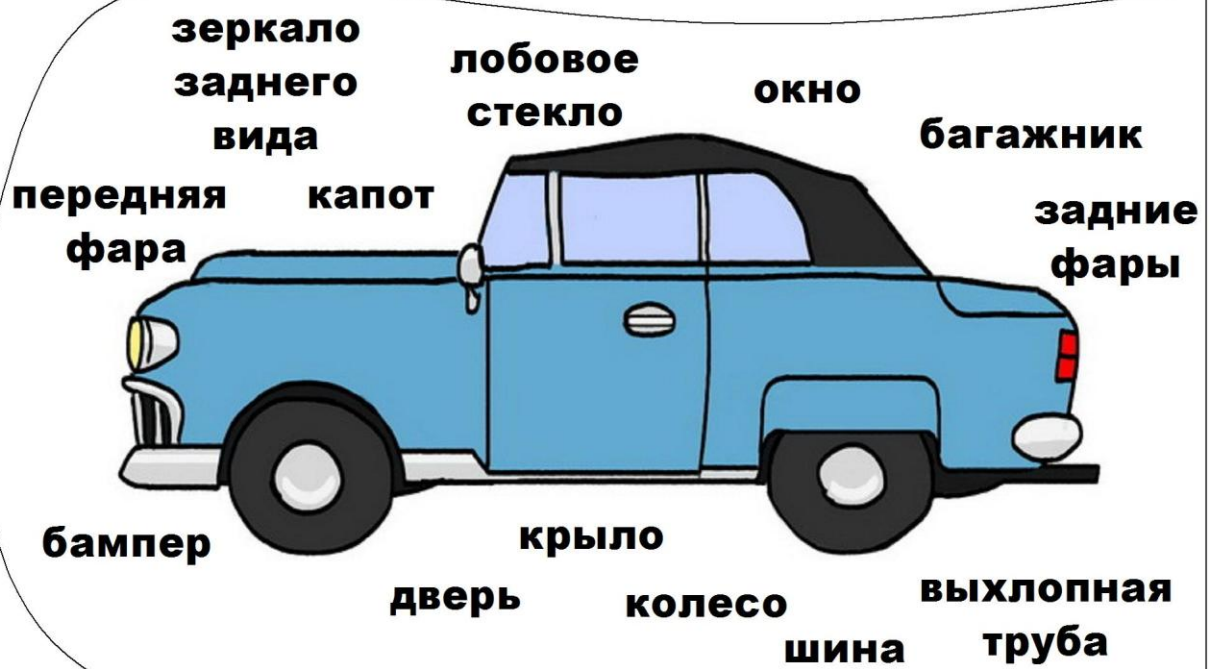 зеркало
заднего
вида
лобовое
стекло
окно
багажник
передняя
фара
капот
задние
фары
бампер
крыло
дверь
колесо
шина
выхлопная
труба